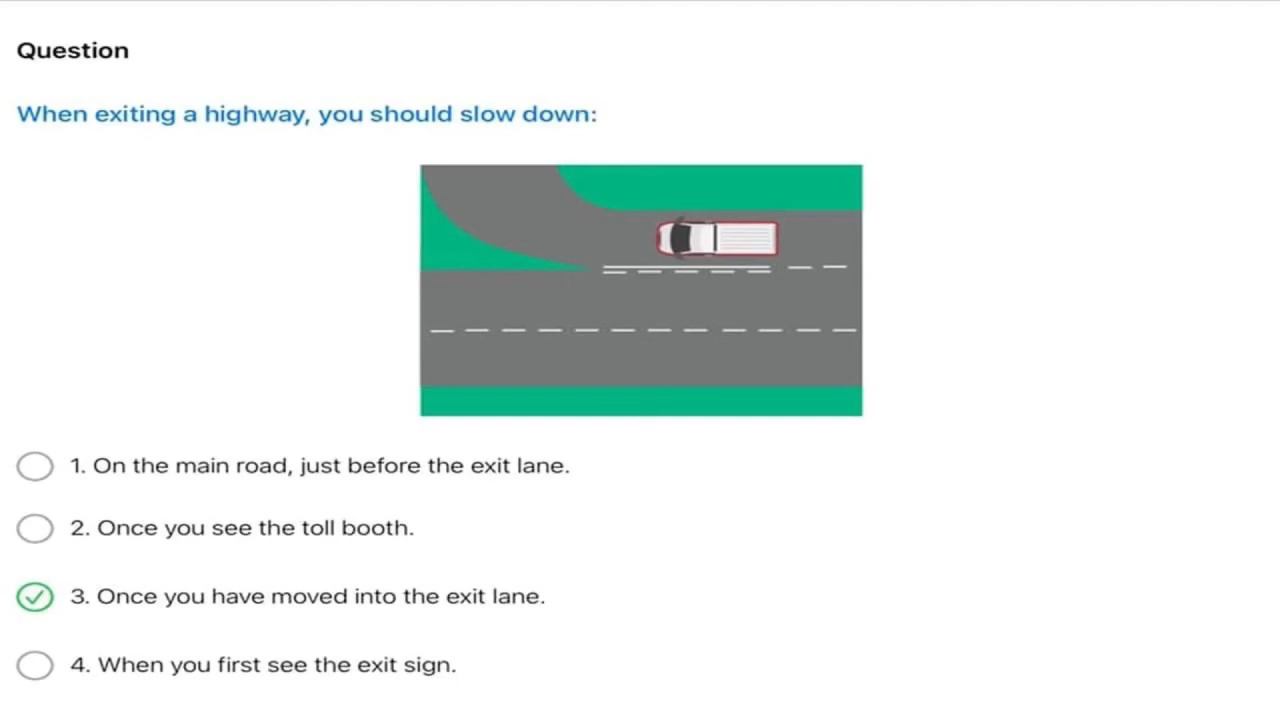 Question
When exiting a highway, you should slow down:
1. On the main road, just before the exit lane.
2. Once you see the toll booth.
3. Once you have moved into the exit lane.
4. When you first see the exit sign.